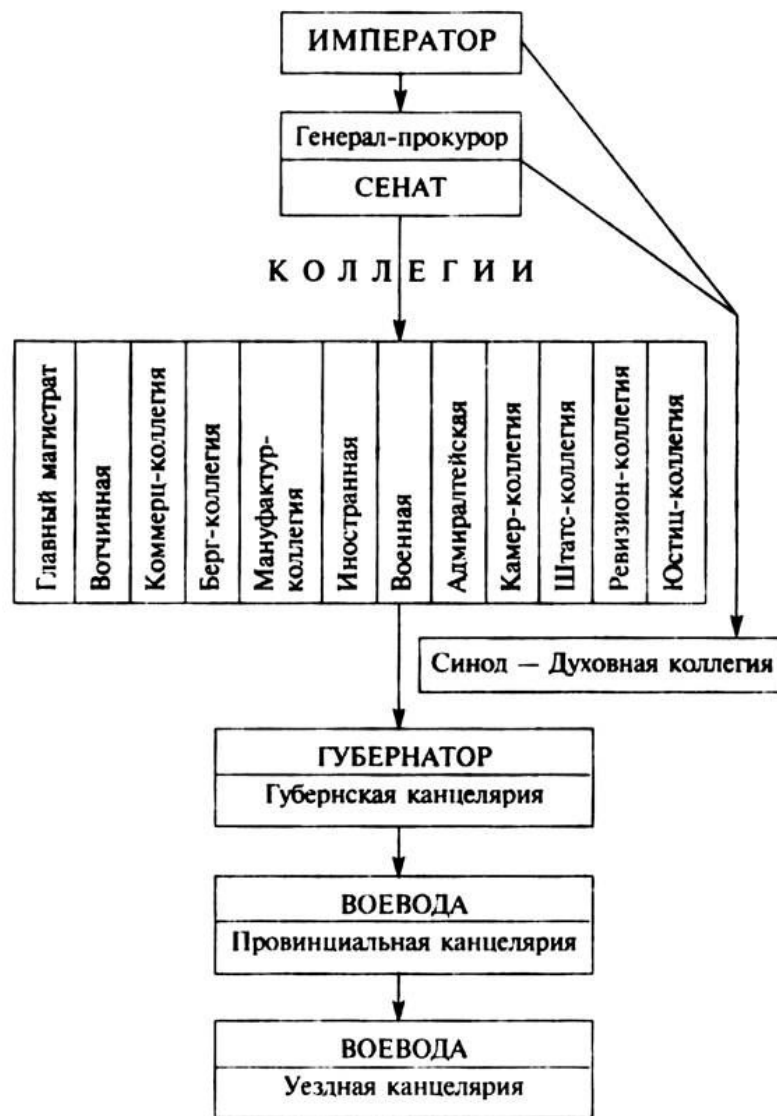 ИМПЕРАТОР
Генерал-прокурор
СЕНАТ
КОЛЛЕГИИ
Главный магистрат
Вотчинная
Коммерц-коллегия
Берг-коллегия
Мануфактур-
коллегия
Иностранная
Военная
Адмиралтейская
Камер-коллегия
Штатс-коллегия
Ревизион-коллегия
Юстиц-коллегия
Синод — Духовная коллегия
ГУБЕРНАТОР
Губернская канцелярия
ВОЕВОДА
Провинциальная канцелярия
ВОЕВОДА
Уездная канцелярия